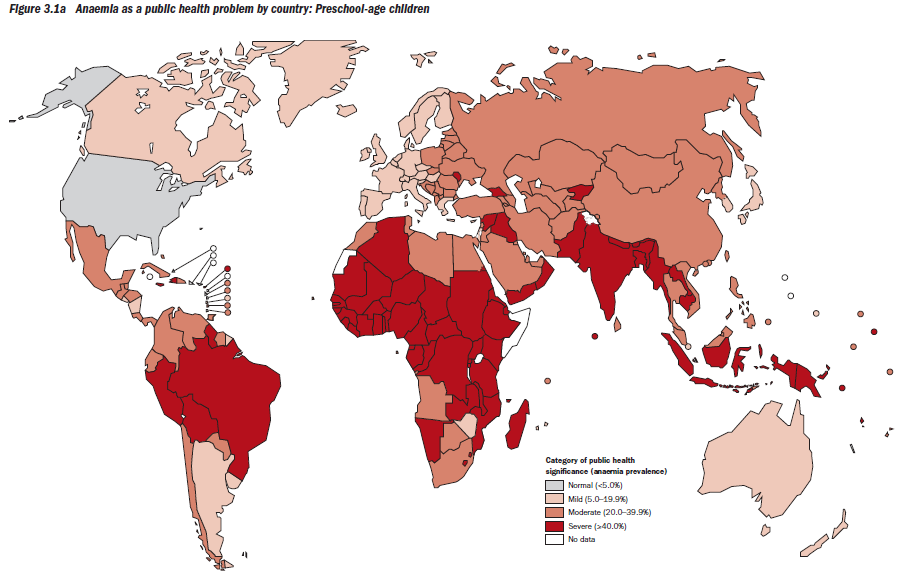 Figure 3.1a Anaemia as a public health problem by country: Preschool-age children
Category of public health
significance (anaemia prevalence)
Normal (<5.0%)
Mild (5.0–19.9%)
Moderate (20.0–39.9%)
Severe (≥40.0%)
No data